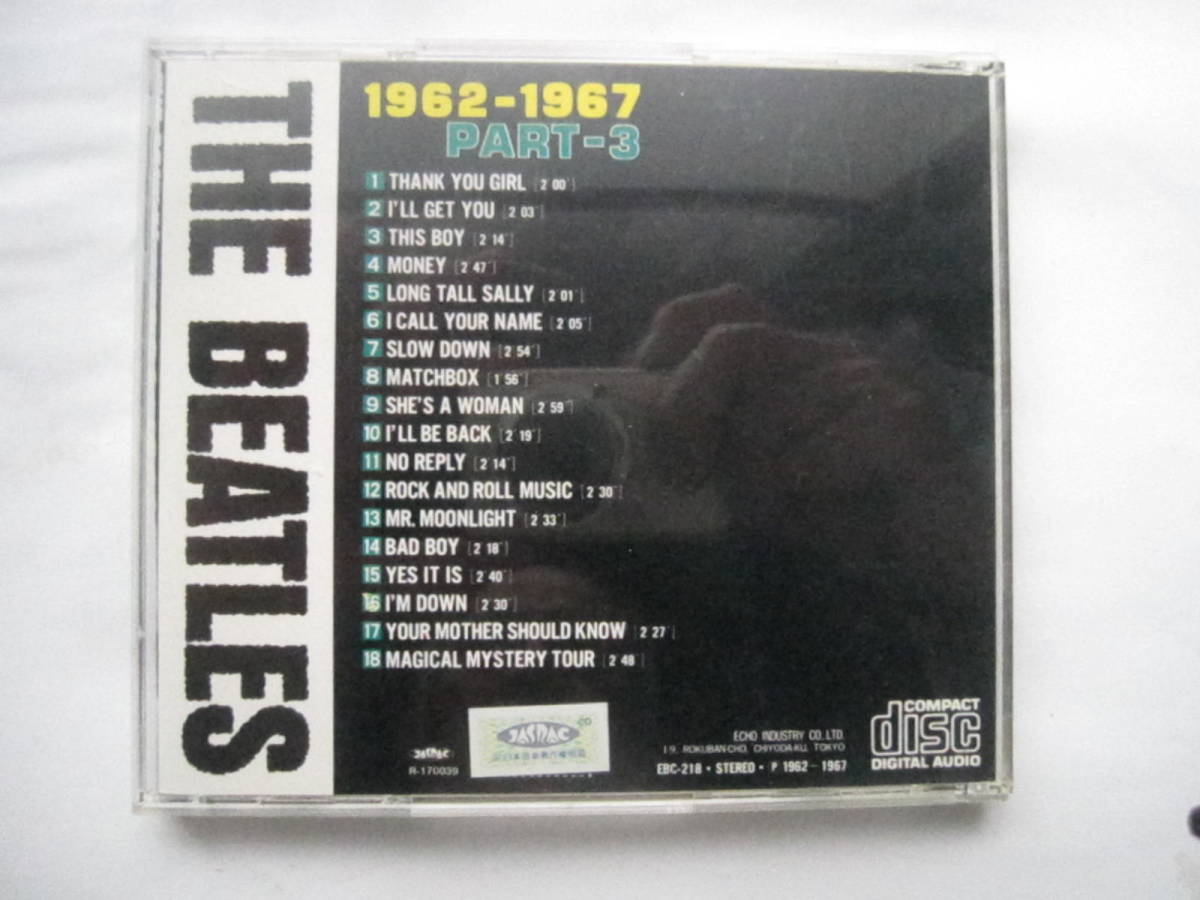 THE BEATLES
1962-1967
PART-3
1 THANK YOU GIRL [2'00"]
2 I'LL GET YOU [2'03"]
3 THIS BOY [2'14"]
4 MONEY [2'47"]
5 LONG TALL SALLY [2'01"]
6 I CALL YOUR NAME [2'05"]
7 SLOW DOWN [2'54"]
8 MATCHBOX [1'56"]
9 SHE'S A WOMAN [2'59"]
10 I'LL BE BACK [2'19"]
11 NO REPLY [2'14"]
12 ROCK AND ROLL MUSIC [2'30"]
13 MR. MOONLIGHT [2'33"]
14 BAD BOY [2'18"]
15 YES IT IS [2'40"]
16 I'M DOWN [2'30"]
17 YOUR MOTHER SHOULD KNOW [2'27"]
18 MAGICAL MYSTERY TOUR [2'48"]
JASRAC
R-170039
JASRAC
CD
ECHO INDUSTRY CO. LTD.
1-9, ROKUBAN-CHO, CHIYODA-KU, TOKYO
EBC-218 • STEREO • P 1962-1967
COMPACT
disc
DIGITAL AUDIO